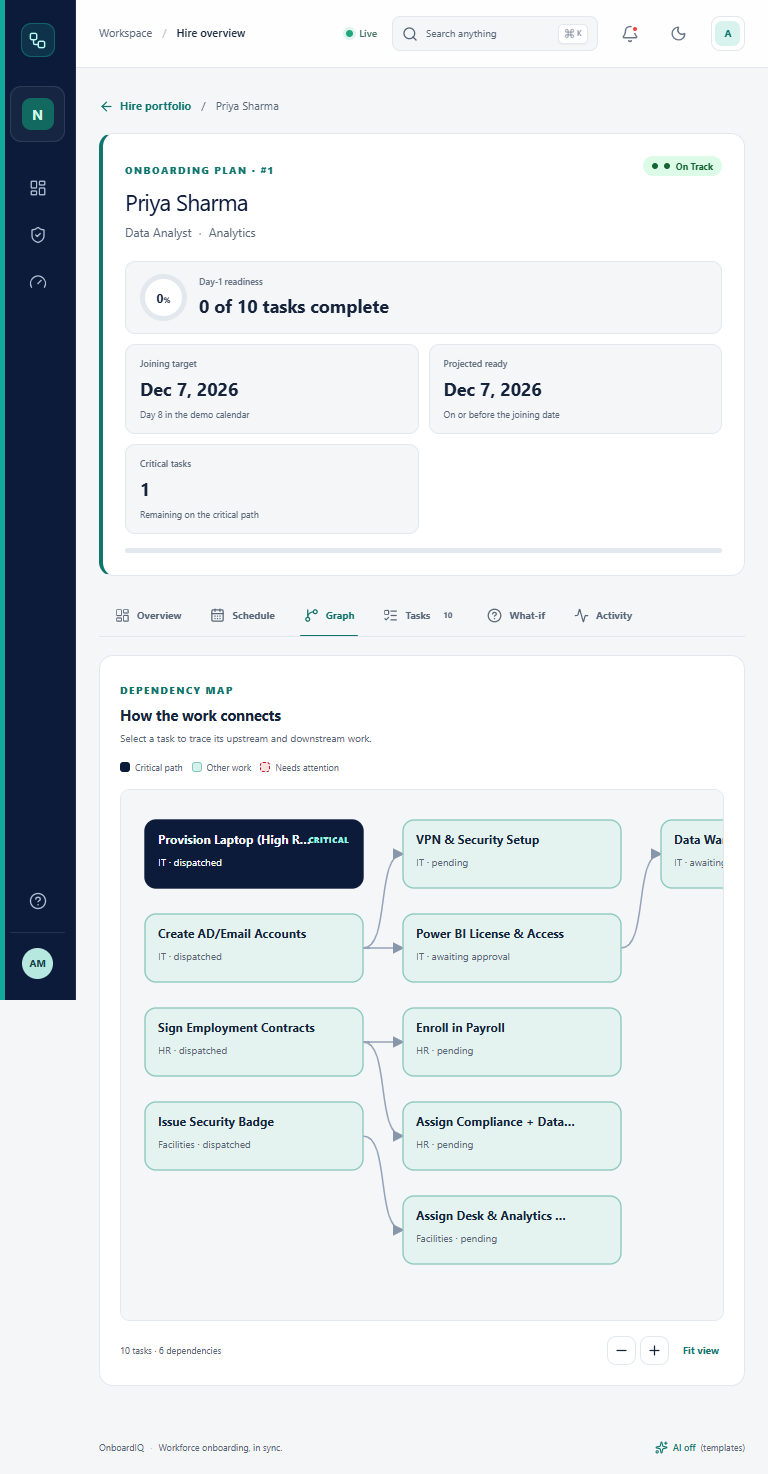 Workspace / Hire overview
Live
Search anything
⌘ K
A
N
← Hire portfolio / Priya Sharma
ONBOARDING PLAN · #1
On Track
Priya Sharma
Data Analyst · Analytics
0%
Day-1 readiness
0 of 10 tasks complete
Joining target
Dec 7, 2026
Day 8 in the demo calendar
Projected ready
Dec 7, 2026
On or before the joining date
Critical tasks
1
Remaining on the critical path
Overview
Schedule
Graph
Tasks 10
What-if
Activity
DEPENDENCY MAP
How the work connects
Select a task to trace its upstream and downstream work.
Critical path
Other work
Needs attention
Provision Laptop (High R... CRITICAL
IT · dispatched
VPN & Security Setup
IT · pending
Data Wa
IT · awaiting
Create AD/Email Accounts
IT · dispatched
Power BI License & Access
IT · awaiting approval
Sign Employment Contracts
HR · dispatched
Enroll in Payroll
HR · pending
Issue Security Badge
Facilities · dispatched
Assign Compliance + Data...
HR · pending
Assign Desk & Analytics ...
Facilities · pending
AM
10 tasks · 6 dependencies
− + Fit view
OnboardIQ · Workforce onboarding, in sync.
AI off (templates)